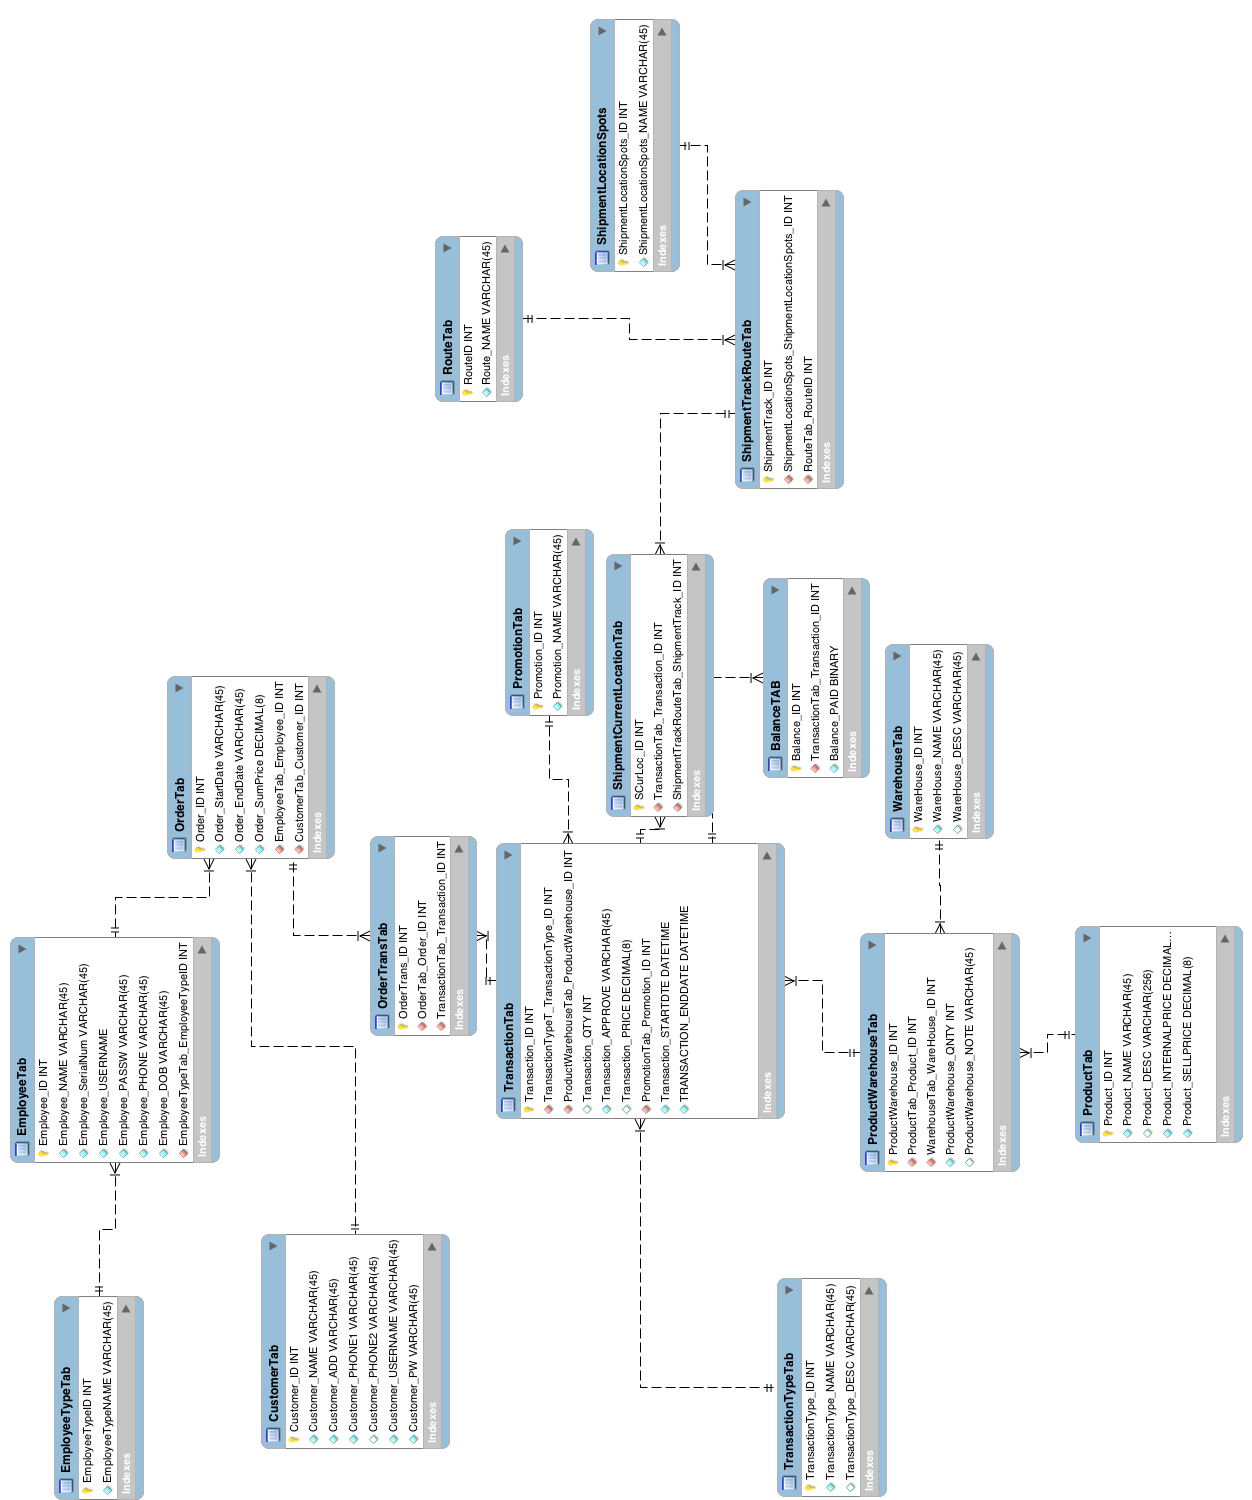 EmployeeTypeTab
EmployeeTypeID INT
EmployeeTypeNAME VARCHAR(45)
Indexes
EmployeeTab
Employee_ID INT
Employee_NAME VARCHAR(45)
Employee_SerialNum VARCHAR(45)
Employee_USERNAME
Employee_PASSW VARCHAR(45)
Employee_PHONE VARCHAR(45)
Employee_DOB VARCHAR(45)
EmployeeTypeTab_EmployeeTypeID INT
Indexes
OrderTab
Order_ID INT
Order_StartDate VARCHAR(45)
Order_EndDate VARCHAR(45)
Order_SumPrice DECIMAL(8)
EmployeeTab_Employee_ID INT
CustomerTab_Customer_ID INT
Indexes
CustomerTab
Customer_ID INT
Customer_NAME VARCHAR(45)
Customer_ADD VARCHAR(45)
Customer_PHONE1 VARCHAR(45)
Customer_PHONE2 VARCHAR(45)
Customer_USERNAME VARCHAR(45)
Customer_PW VARCHAR(45)
Indexes
OrderTransTab
OrderTrans_ID INT
OrderTab_Order_ID INT
TransactionTab_Transaction_ID INT
Indexes
RouteTab
RouteID INT
Route_NAME VARCHAR(45)
Indexes
TransactionTab
Transaction_ID INT
TransactionTypeT_TransactionType_ID INT
ProductWarehouseTab_ProductWarehouse_ID INT
Transaction_QTY INT
Transaction_APPROVE VARCHAR(45)
Transaction_PRICE DECIMAL(8)
PromotionTab_Promotion_ID INT
Transaction_STARTDTE DATETIME
TRANSACTION_ENDDATE DATETIME
Indexes
PromotionTab
Promotion_ID INT
Promotion_NAME VARCHAR(45)
Indexes
ShipmentLocationSpots
ShipmentLocationSpots_ID INT
ShipmentLocationSpots_NAME VARCHAR(45)
Indexes
ShipmentCurrentLocationTab
SCurLoc_ID INT
TransactionTab_Transaction_ID INT
ShipmentTrackRouteTab_ShipmentTrack_ID INT
Indexes
ShipmentTrackRouteTab
ShipmentTrack_ID INT
ShipmentLocationSpots_ShipmentLocationSpots_ID INT
RouteTab_RouteID INT
Indexes
BalanceTAB
Balance_ID INT
TransactionTab_Transaction_ID INT
Balance_PAID BINARY
Indexes
TransactionTypeTab
TransactionType_ID INT
TransactionType_NAME VARCHAR(45)
TransactionType_DESC VARCHAR(45)
Indexes
ProductWarehouseTab
ProductWarehouse_ID INT
ProductTab_Product_ID INT
WarehouseTab_WareHouse_ID INT
ProductWarehouse_QNTY INT
ProductWarehouse_NOTE VARCHAR(45)
Indexes
WarehouseTab
WareHouse_ID INT
WareHouse_NAME VARCHAR(45)
WareHouse_DESC VARCHAR(45)
Indexes
ProductTab
Product_ID INT
Product_NAME VARCHAR(45)
Product_DESC VARCHAR(256)
Product_INTERNALPRICE DECIMAL...
Product_SELLPRICE DECIMAL(8)
Indexes